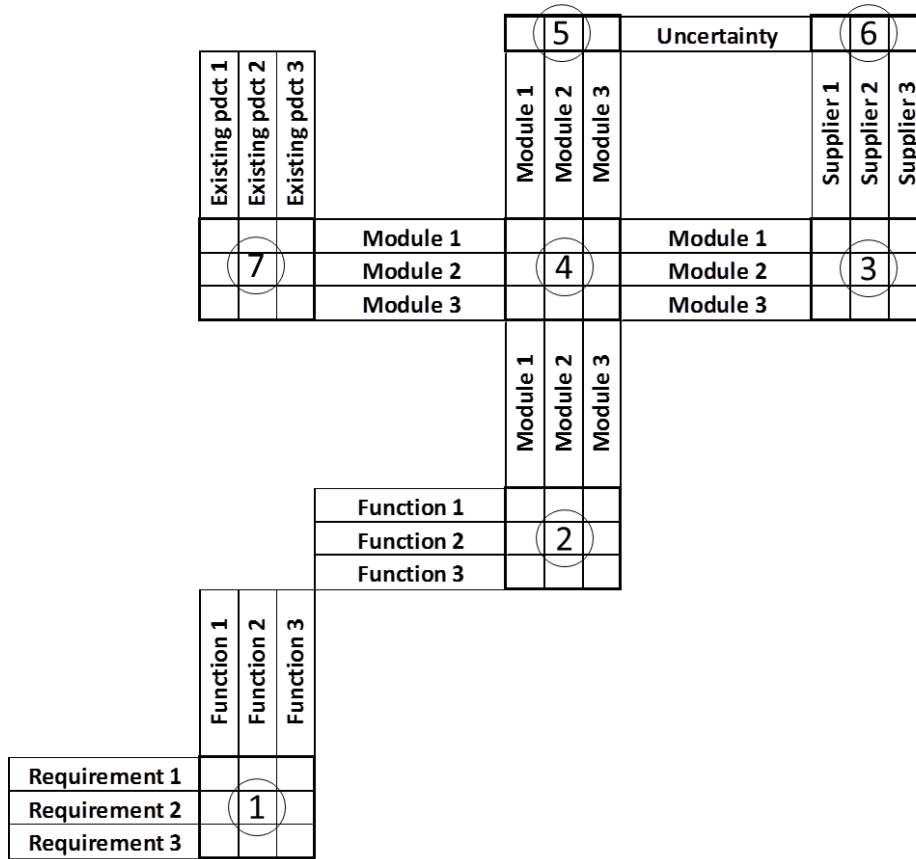 5 Uncertainty 6
Existing pdct 1
Existing pdct 2
Existing pdct 3
Module 1
Module 2
Module 3
Supplier 1
Supplier 2
Supplier 3
Module 1 Module 1
7 Module 2 4 Module 2 3
Module 3 Module 3
Module 1
Module 2
Module 3
Function 1
Function 2 2
Function 3
Function 1
Function 2
Function 3
Requirement 1
Requirement 2 1
Requirement 3